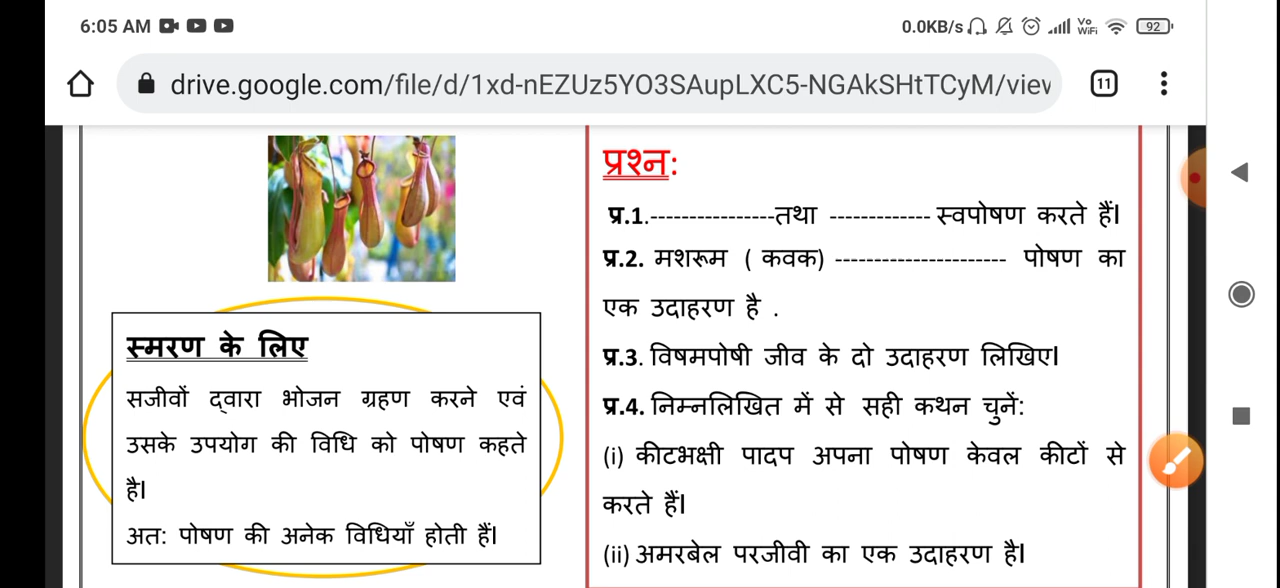 6:05 AM
0.0KB/s Vo WiFi 92
drive.google.com/file/d/1xd-nEZUz5YO3SAupLXC5-NGAkSHtTCyM/view
11
स्मरण के लिए
सजीवों द्वारा भोजन ग्रहण करने एवं
उसके उपयोग की विधि को पोषण कहते
है।
अत: पोषण की अनेक विधियाँ होती हैं।
प्रश्न:
प्र.1.----------------तथा ------------- स्वपोषण करते हैं।
प्र.2. मशरूम ( कवक) ---------------------- पोषण का
एक उदाहरण है .
प्र.3. विषमपोषी जीव के दो उदाहरण लिखिए।
प्र.4. निम्नलिखित में से सही कथन चुनें:
(i) कीटभक्षी पादप अपना पोषण केवल कीटों से
करते हैं।
(ii) अमरबेल परजीवी का एक उदाहरण है।